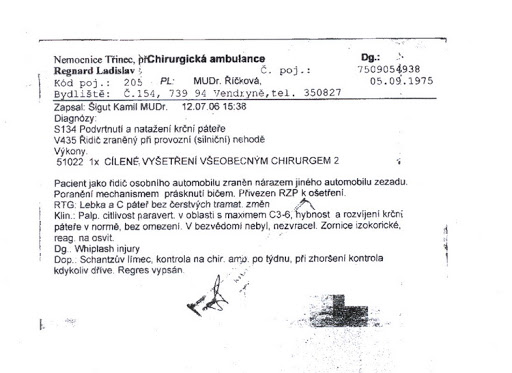 Nemocnice Třinec, přChirurgická ambulance Dg.:
Regnard Ladislav Č. poj.: 7509054938
Kód poj.: 205 PL: MUDr. Říčková, 05.09.1975
Bydliště: Č.154, 739 94 Vendryně,tel. 350827
Zapsal: Šigut Kamil MUDr. 12.07.06 15:38
Diagnózy:
S134 Podvrtnutí a natažení krční páteře
V435 Řidič zraněný při provozní (silniční) nehodě
Výkony.
51022 1x CÍLENÉ VYŠETŘENÍ VŠEOBECNÝM CHIRURGEM 2
Pacient jako řidič osobního automobilu zraněn nárazem jiného automobilu zezadu.
Poranění mechanismem prásknutí bičem. Přivezen RZP k ošetření.
RTG: Lebka a C páteř bez čerstvých tramat. změn
Klin.: Palp. citlivost paravert. v oblasti s maximem C3-6, hybnost a rozvíjení krční
páteře v normě, bez omezení. V bezvědomí nebyl, nezvracel. Zornice izokorické,
reag. na osvit.
Dg.: Whiplash injury
Dop.: Schantzův límec, kontrola na chir. amb. po týdnu, při zhoršení kontrola
kdykoliv dříve. Regres vypsán.